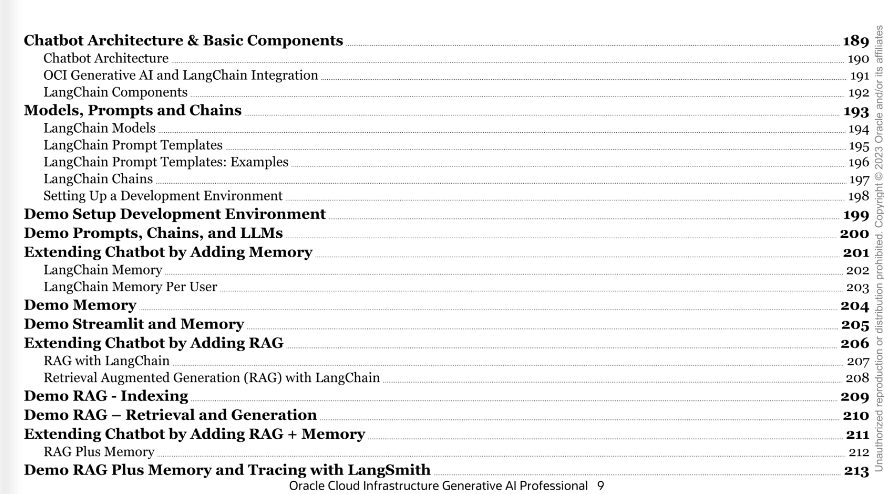 Chatbot Architecture & Basic Components 189
Chatbot Architecture 190
OCI Generative AI and LangChain Integration 191
LangChain Components 192
Models, Prompts and Chains 193
LangChain Models 194
LangChain Prompt Templates 195
LangChain Prompt Templates: Examples 196
LangChain Chains 197
Setting Up a Development Environment 198
Demo Setup Development Environment 199
Demo Prompts, Chains, and LLMs 200
Extending Chatbot by Adding Memory 201
LangChain Memory 202
LangChain Memory Per User 203
Demo Memory 204
Demo Streamlit and Memory 205
Extending Chatbot by Adding RAG 206
RAG with LangChain 207
Retrieval Augmented Generation (RAG) with LangChain 208
Demo RAG - Indexing 209
Demo RAG – Retrieval and Generation 210
Extending Chatbot by Adding RAG + Memory 211
RAG Plus Memory 212
Demo RAG Plus Memory and Tracing with LangSmith 213
Oracle Cloud Infrastructure Generative AI Professional 9
Unauthorized reproduction or distribution prohibited. Copyright © 2023 Oracle and/or its affiliates